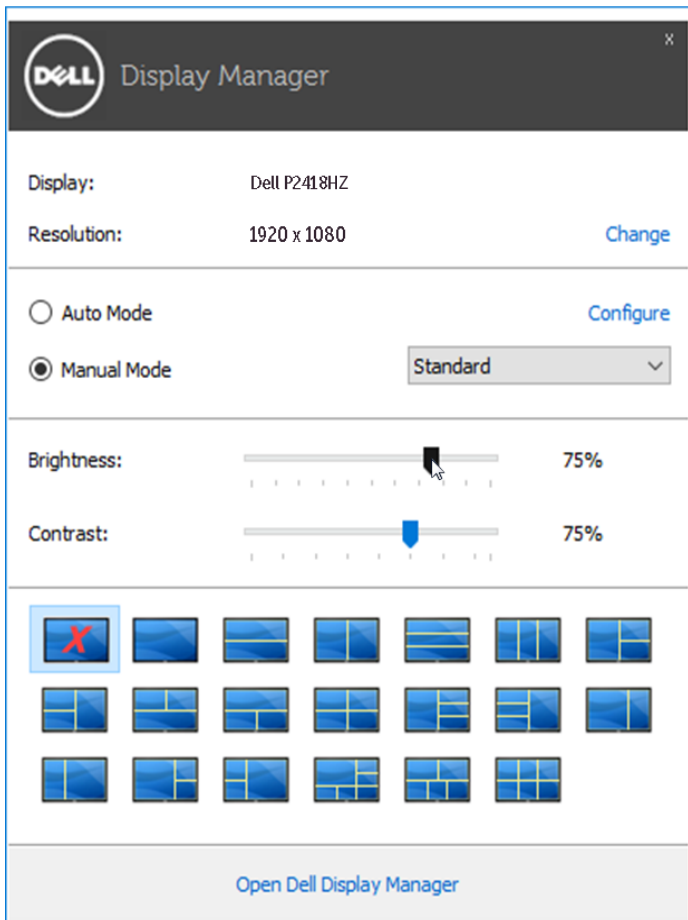 x
DELL Display Manager
Display: Dell P2418HZ
Resolution: 1920 x 1080 Change
Auto Mode Configure
Manual Mode Standard
Brightness: 75%
Contrast: 75%
X
Open Dell Display Manager